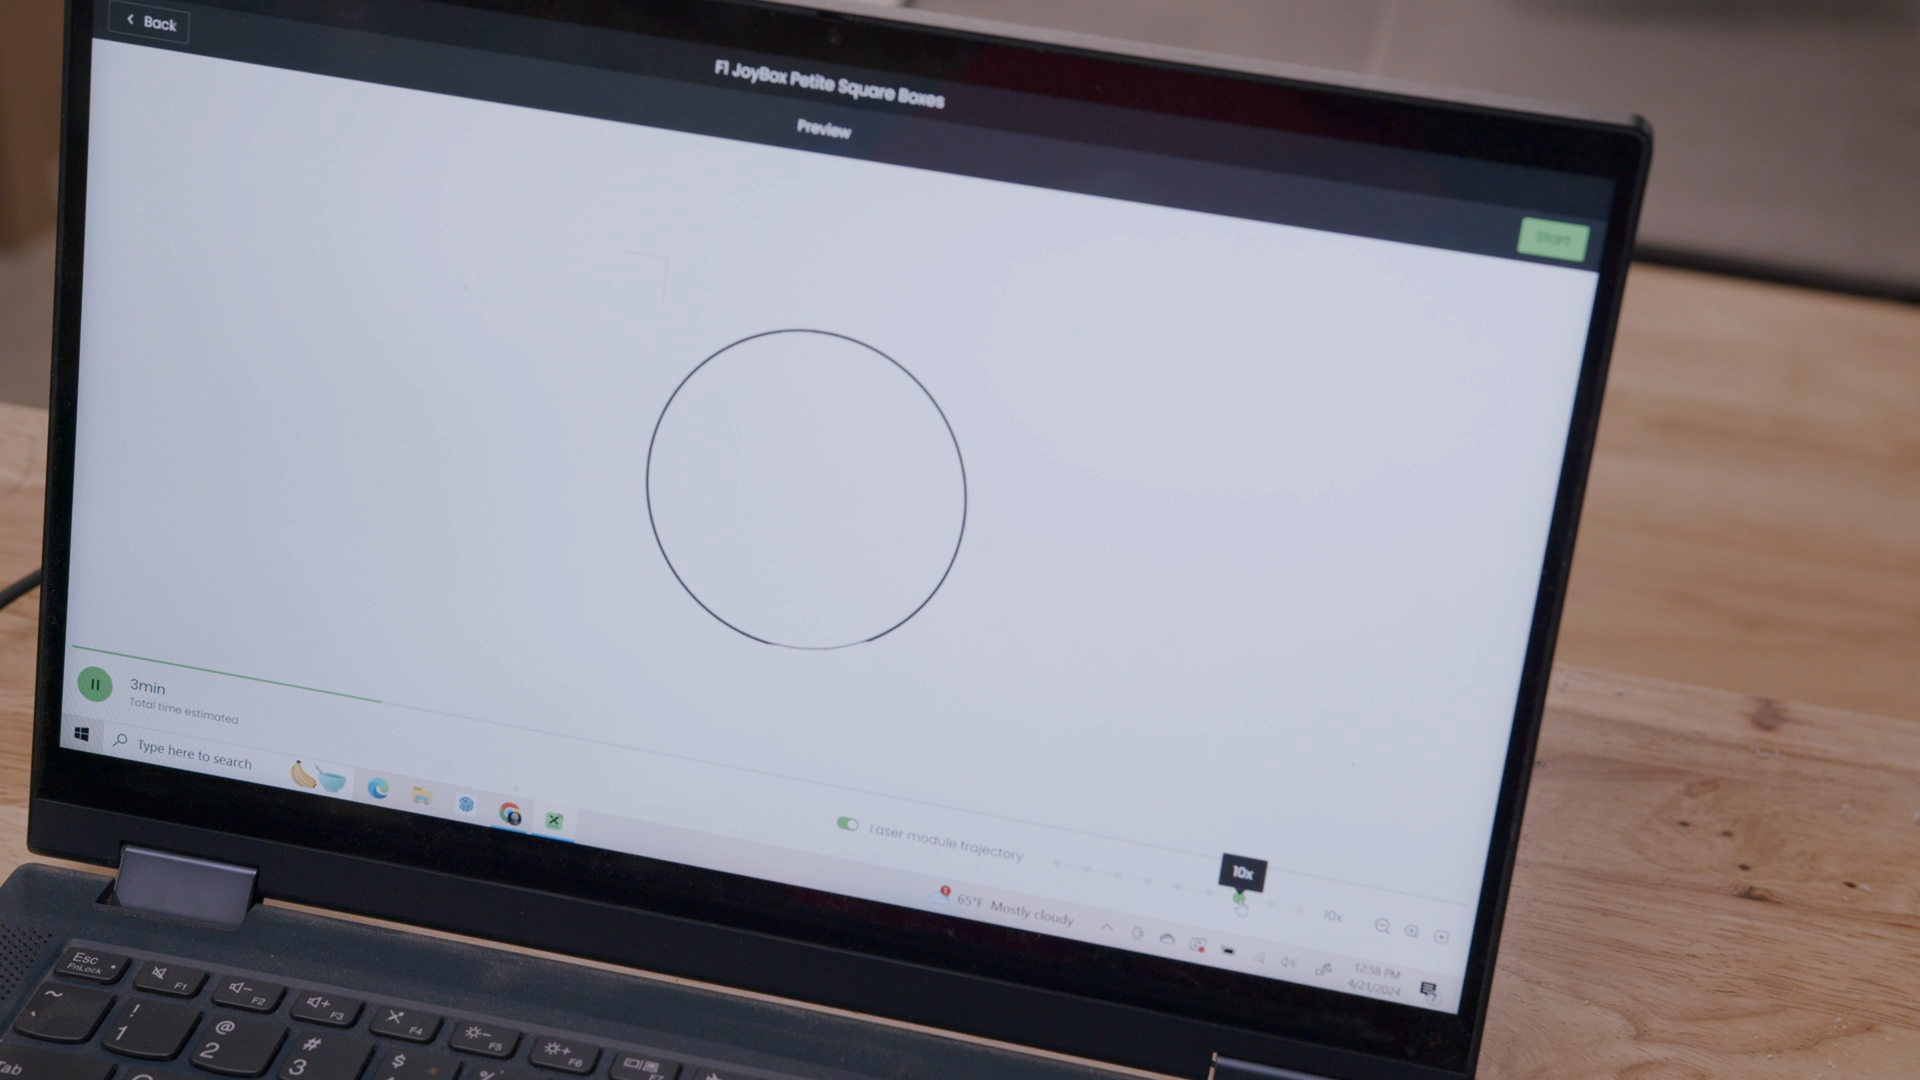 Back
F1 JoyBox Petite Square Boxes
Preview
Start
3min
Total time estimated
Type here to search
Laser module trajectory
10x
10x
65°F Mostly cloudy
12:58 PM
4/21/2024
Esc
FnLock
F1
F2
F3
F4
F5
F6
~
!
1
@
2
#
3
$
%